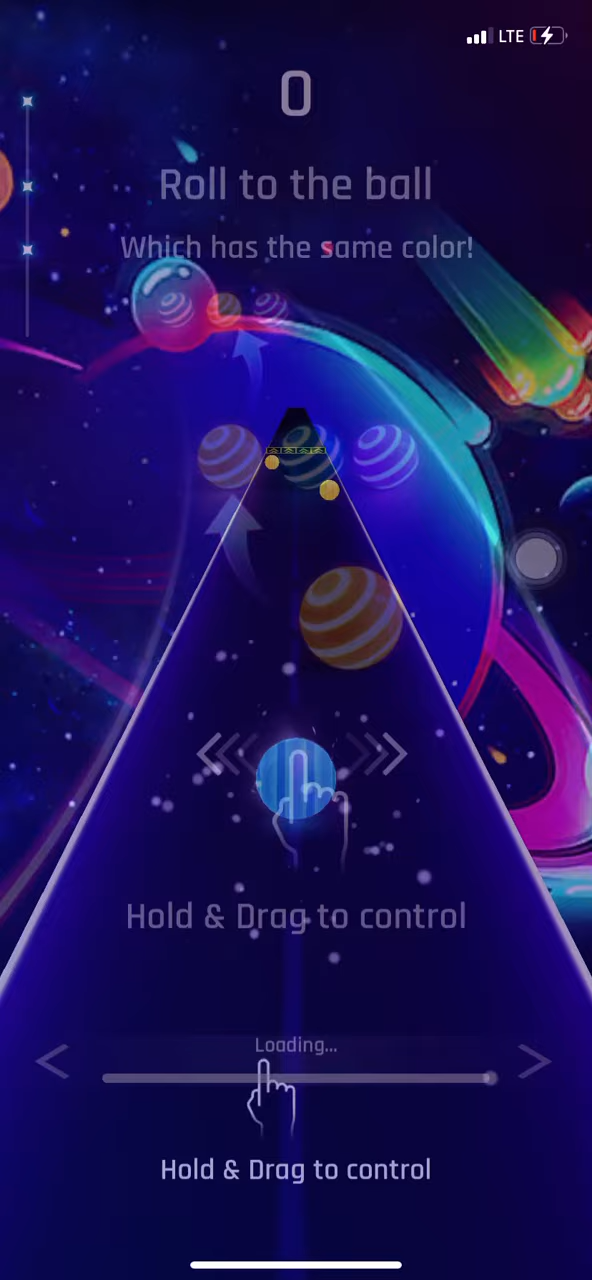 LTE
0
Roll to the ball
Which has the same color!
Hold & Drag to control
Loading...
Hold & Drag to control